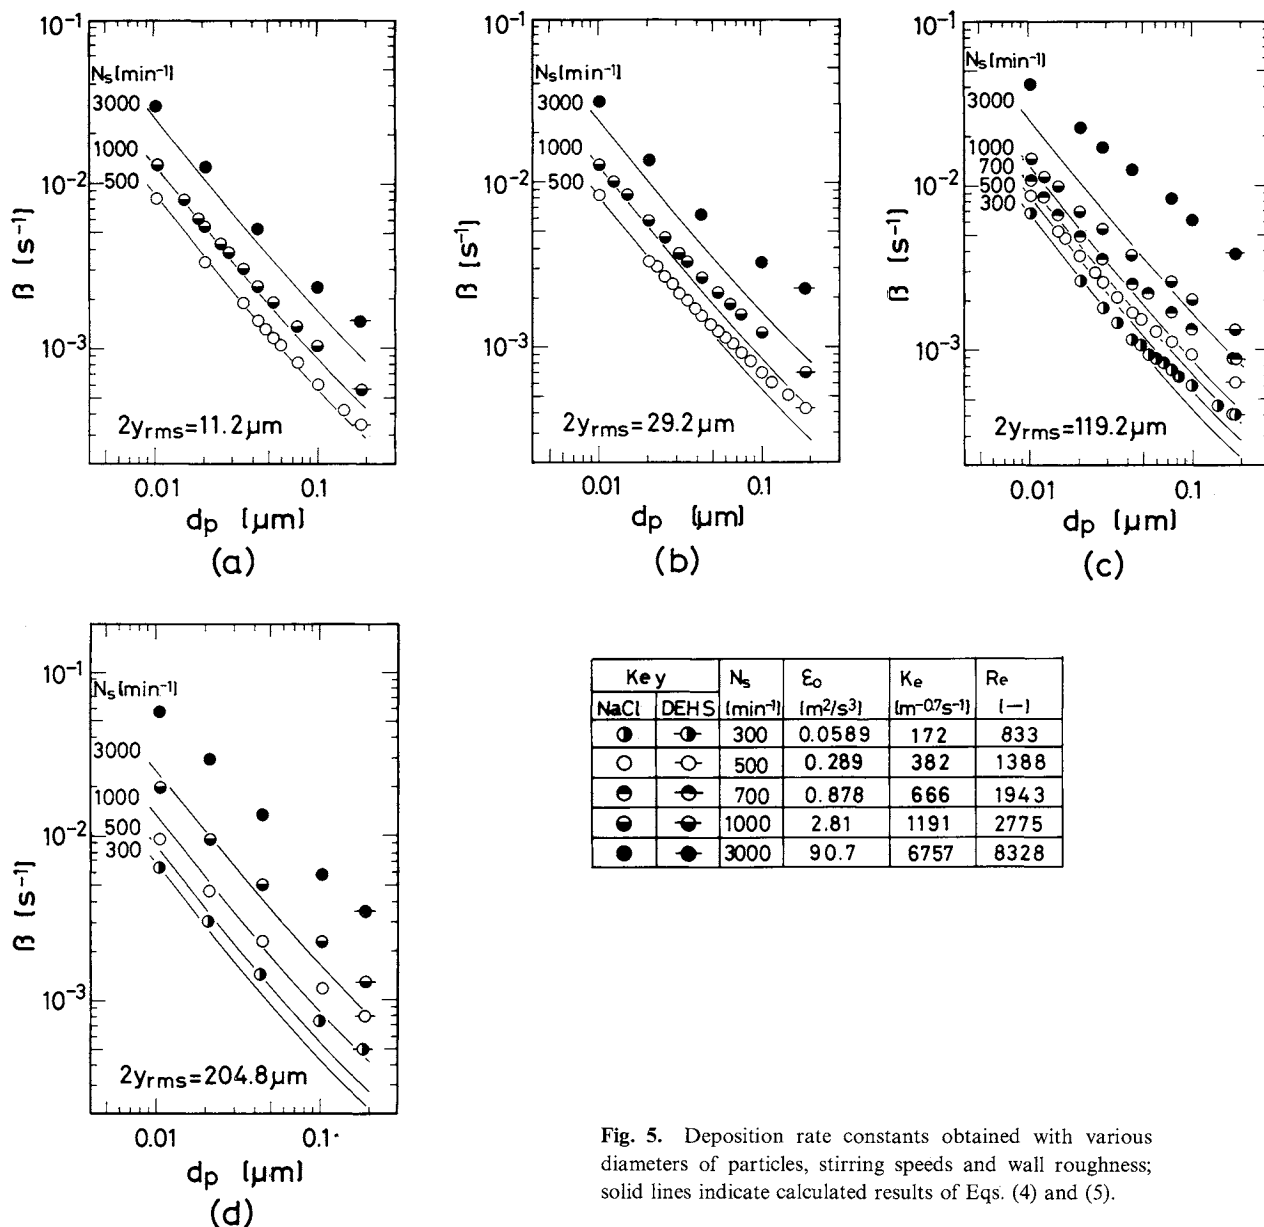 10⁻¹
Nₛ [min⁻¹]
3000
1000
500
10⁻²
β [s⁻¹]
10⁻³
2yrms=11.2μm
0.01
0.1
dp [μm]
(a)
10⁻¹
Nₛ[min⁻¹]
3000
1000
500
10⁻²
β [s⁻¹]
10⁻³
2yrms=29.2μm
0.01
0.1
dp [μm]
(b)
10⁻¹
Nₛ[min⁻¹]
3000
1000
700
500
300
10⁻²
β [s⁻¹]
10⁻³
2yrms=119.2μm
0.01
0.1
dp [μm]
(c)
10⁻¹
Nₛ [min⁻¹]
3000
1000
500
300
10⁻²
β [s⁻¹]
10⁻³
2yrms=204.8μm
0.01
0.1
dp [μm]
(d)
Key Nₛ ε₀ Kₑ Re
NaCl DEHS [min⁻¹] [m²/s³] [m⁻⁰·⁷s⁻¹] [—]
300 0.0589 172 833
500 0.289 382 1388
700 0.878 666 1943
1000 2.81 1191 2775
3000 90.7 6757 8328
Fig. 5. Deposition rate constants obtained with various
diameters of particles, stirring speeds and wall roughness;
solid lines indicate calculated results of Eqs. (4) and (5).